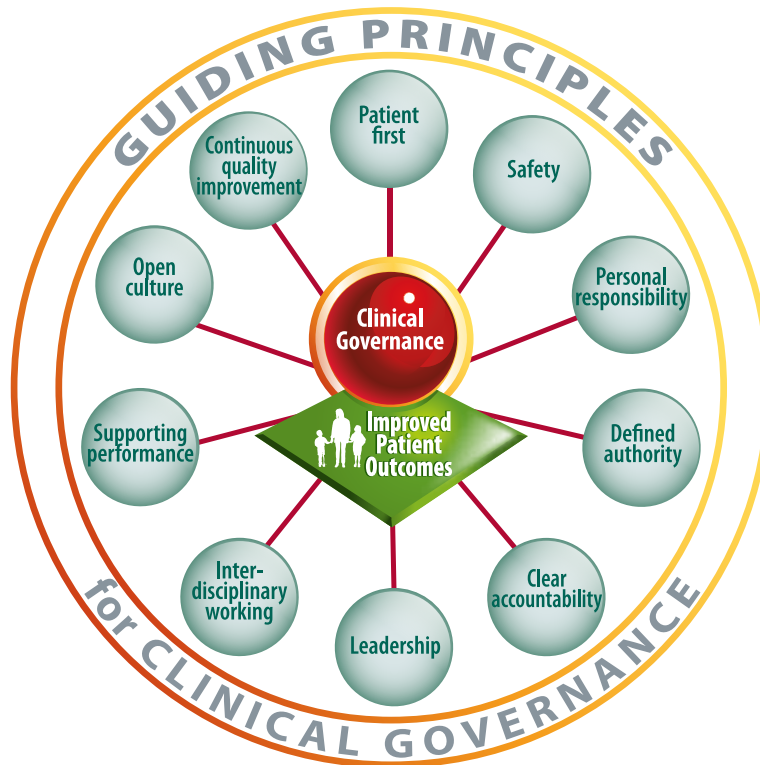 GUIDING PRINCIPLES
Patient
first
Safety
Personal
responsibility
Defined
authority
Clear
accountability
Leadership
Inter-
disciplinary
working
Supporting
performance
Open
culture
Continuous
quality
improvement
Clinical
Governance
Improved
Patient
Outcomes
for CLINICAL GOVERNANCE